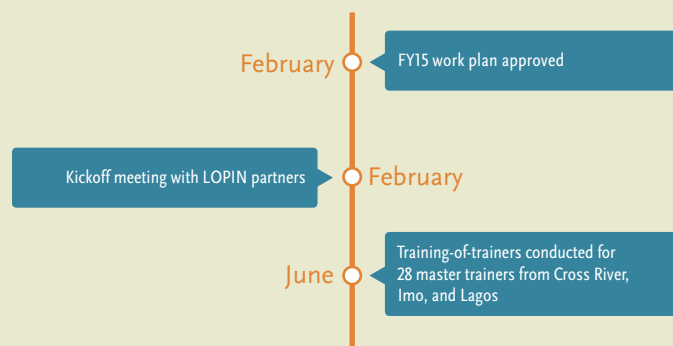 February
FY15 work plan approved
Kickoff meeting with LOPIN partners
February
June
Training-of-trainers conducted for
28 master trainers from Cross River,
Imo, and Lagos